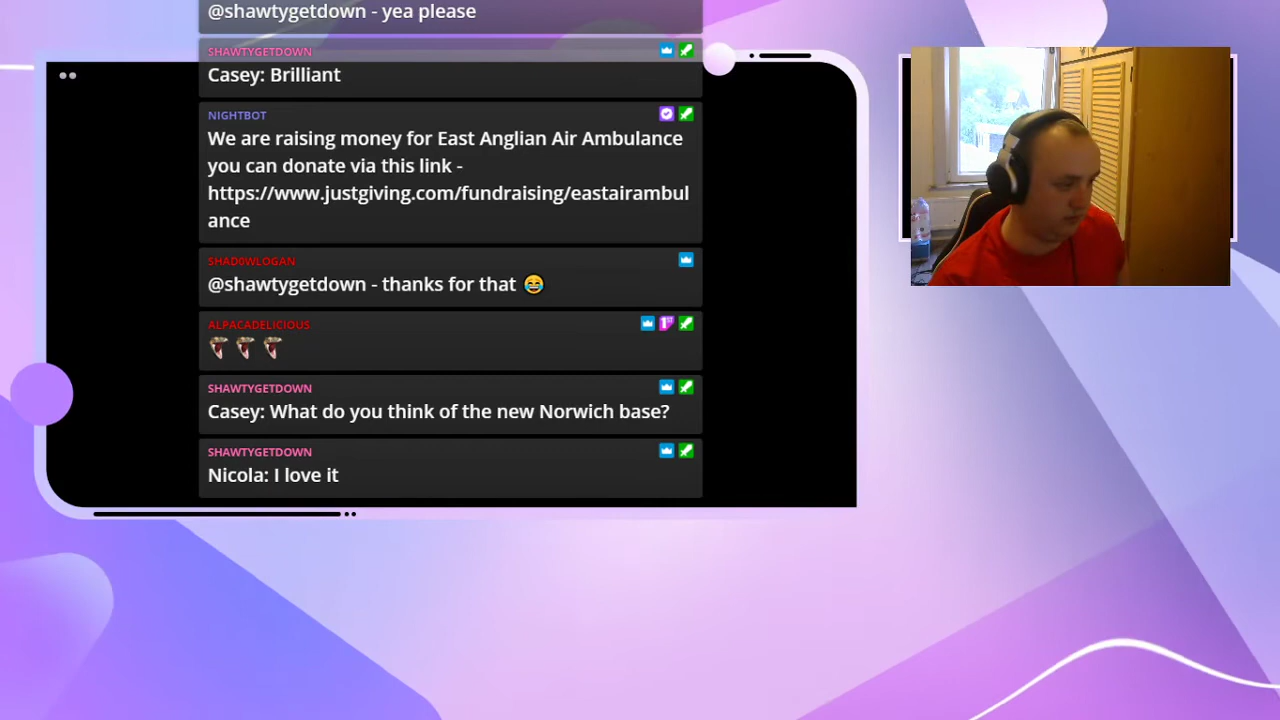 @shawtygetdown - yea please
SHAWTYGETDOWN
Casey: Brilliant
NIGHTBOT
We are raising money for East Anglian Air Ambulance
you can donate via this link -
https://www.justgiving.com/fundraising/eastairambul
ance
SHAD0WLOGAN
@shawtygetdown - thanks for that 😂
ALPACADELICIOUS
SHAWTYGETDOWN
Casey: What do you think of the new Norwich base?
SHAWTYGETDOWN
Nicola: I love it